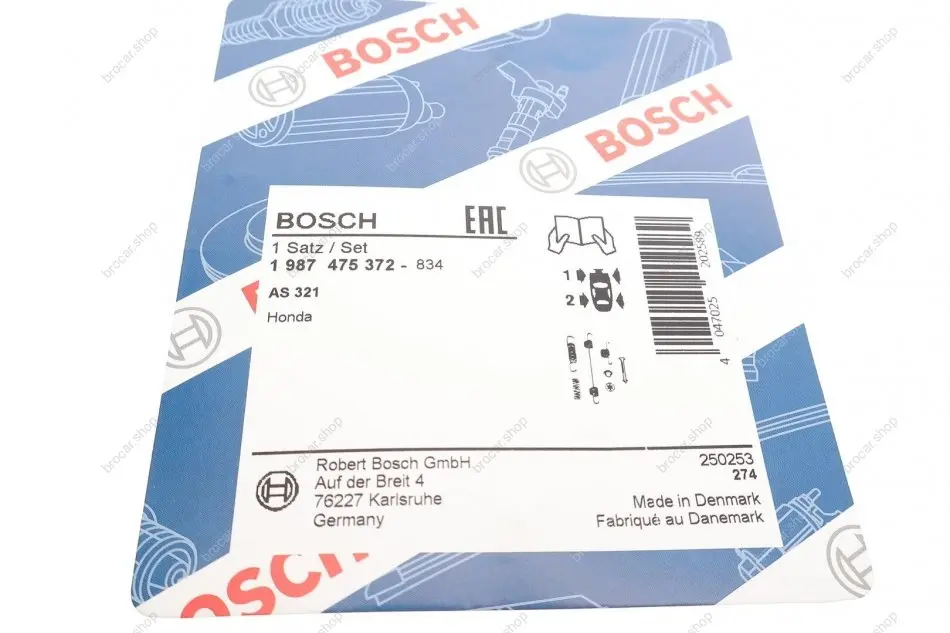 BOSCH
BOSCH
BOSCH
EAC
1 Satz / Set
1 987 475 372 - 834
AS 321
Honda
1
2
4 047025 202589
Robert Bosch GmbH
Auf der Breit 4
76227 Karlsruhe
Germany
250253
274
Made in Denmark
Fabriqué au Danemark
BOSCH
brocar.shop